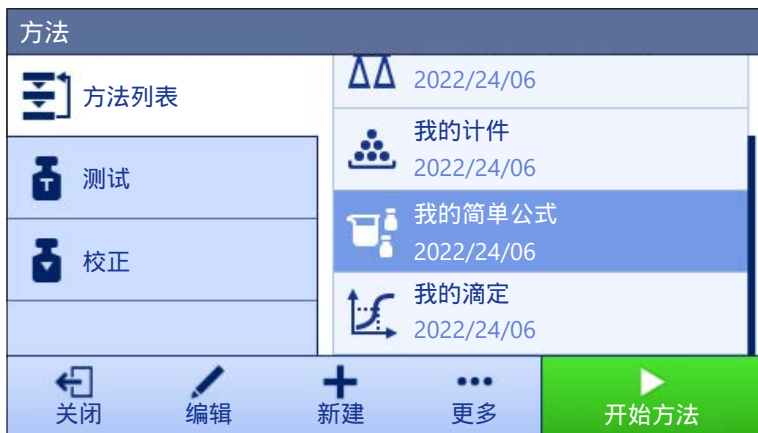 方法
方法列表
测试
校正
2022/24/06
我的计件
2022/24/06
我的简单公式
2022/24/06
我的滴定
2022/24/06
关闭
编辑
新建
更多
开始方法